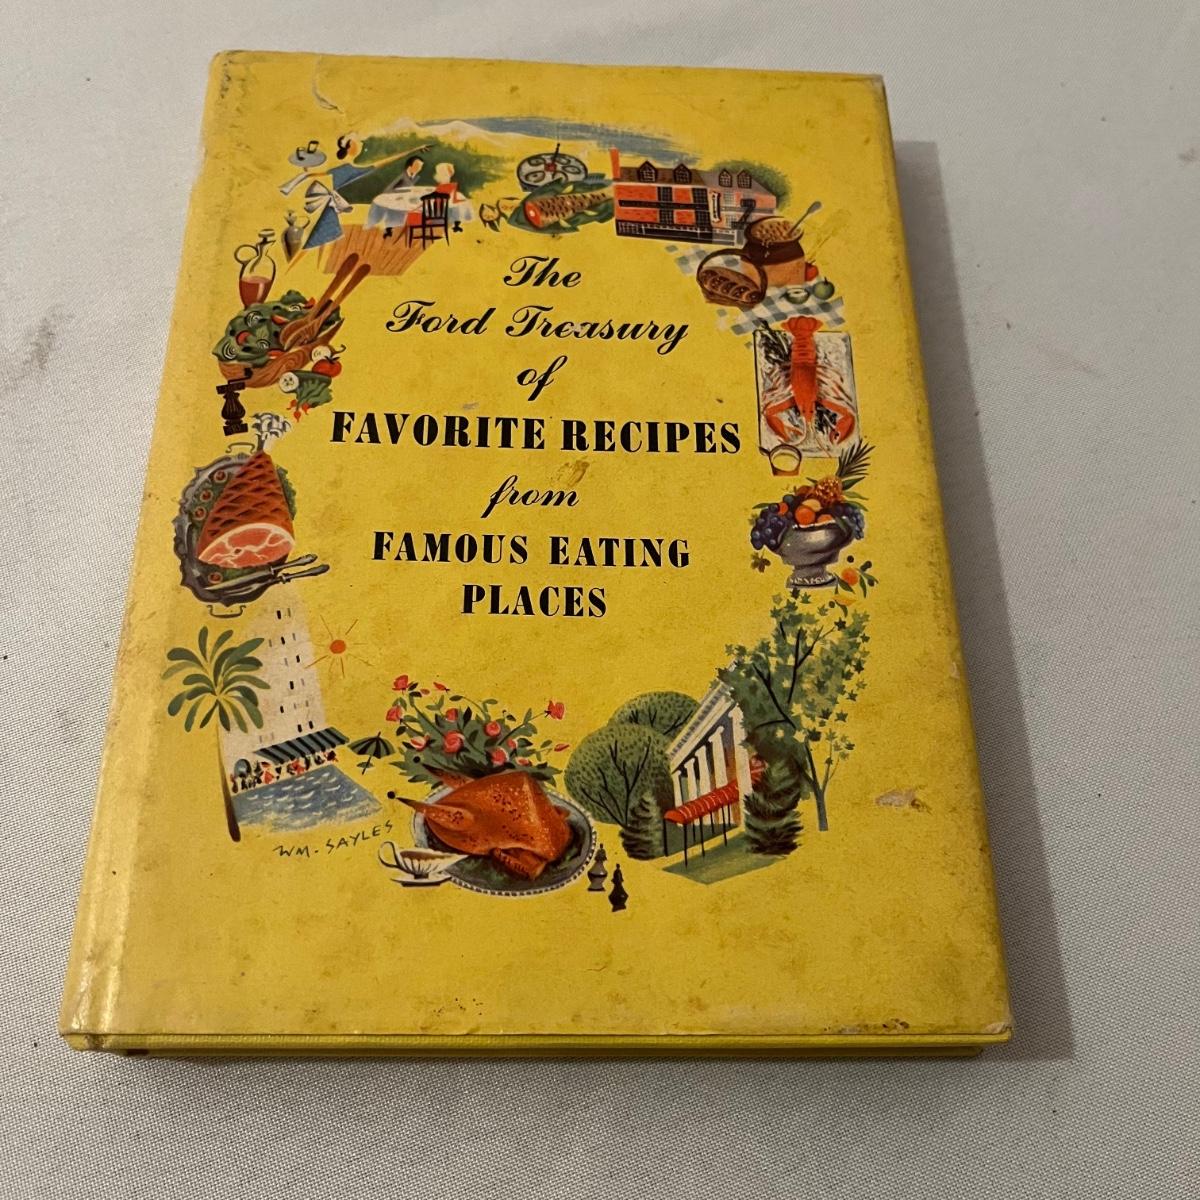 The
Ford Treasury
of
FAVORITE RECIPES
from
FAMOUS EATING
PLACES
WM. SAYLES